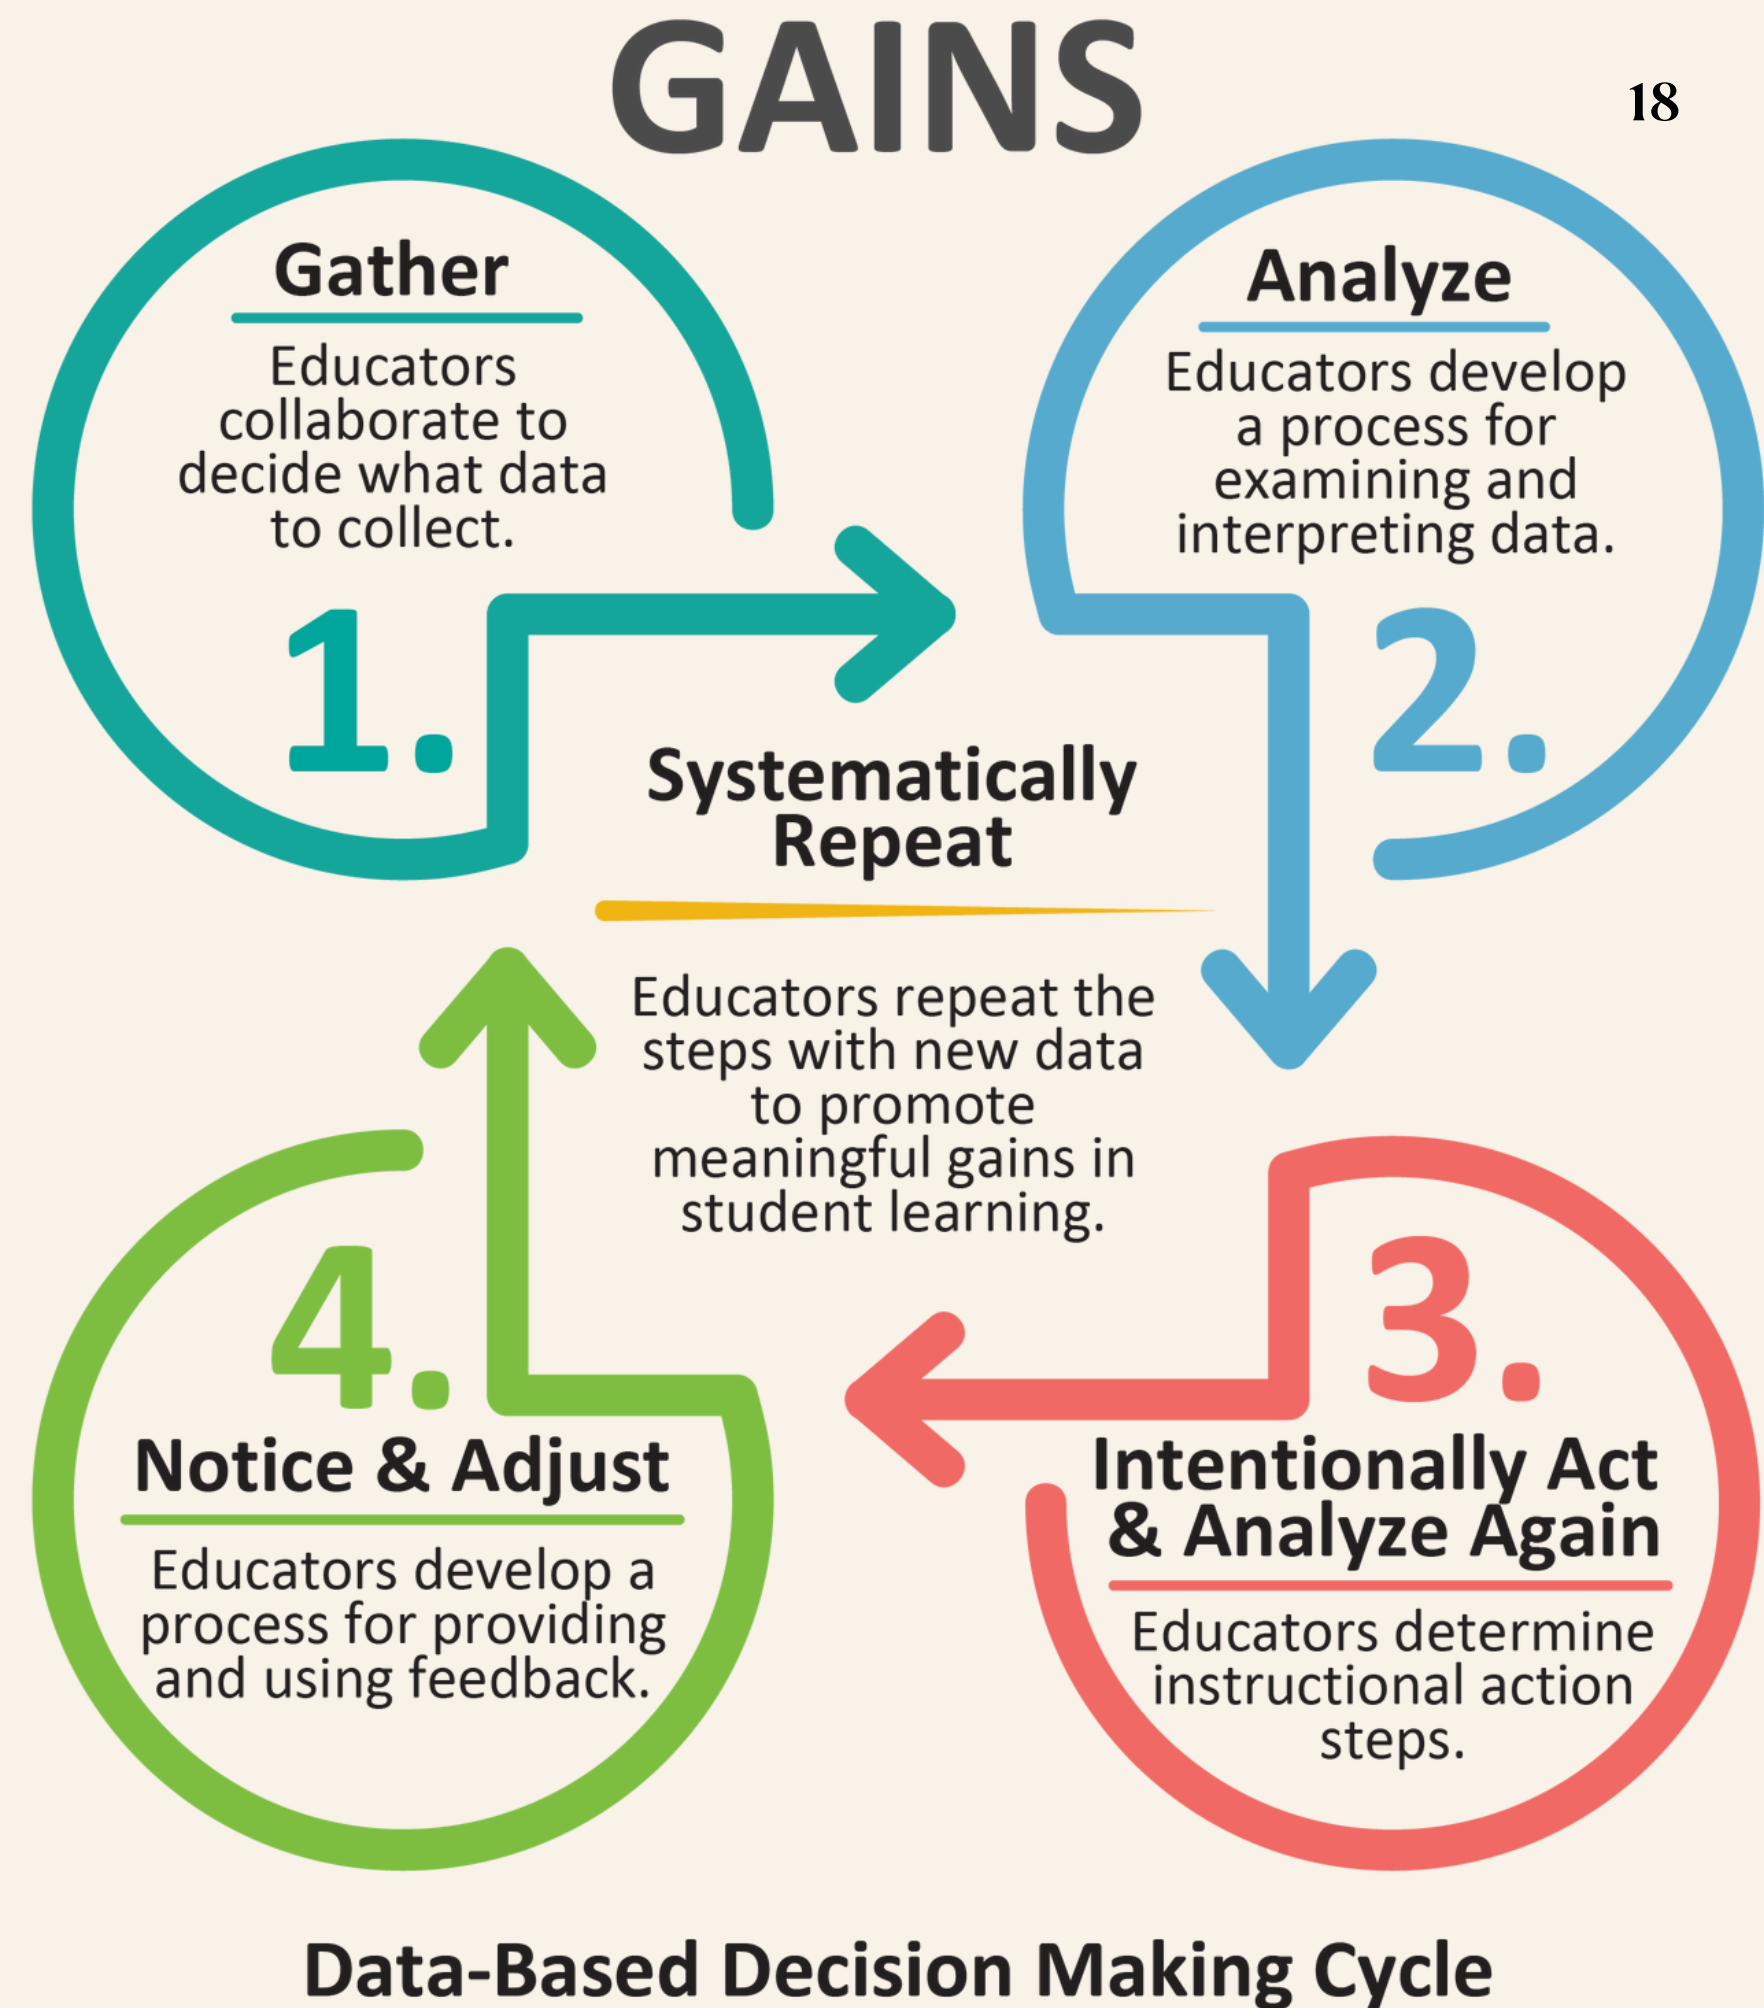 GAINS
18
Gather
Educators
collaborate to
decide what data
to collect.
1.
Analyze
Educators develop
a process for
examining and
interpreting data.
2.
Systematically
Repeat
Educators repeat the
steps with new data
to promote
meaningful gains in
student learning.
3.
Intentionally Act
& Analyze Again
Educators determine
instructional action
steps.
4.
Notice & Adjust
Educators develop a
process for providing
and using feedback.
Data-Based Decision Making Cycle